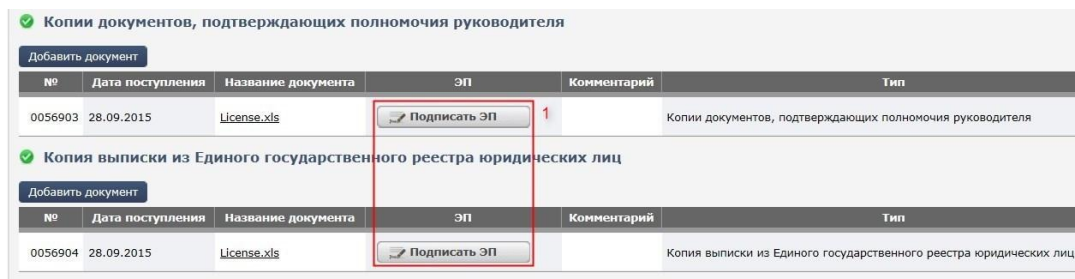 Копии документов, подтверждающих полномочия руководителя
Добавить документ
№ Дата поступления Название документа ЭП Комментарий Тип
0056903 28.09.2015 License.xls Подписать ЭП 1 Копии документов, подтверждающих полномочия руководителя
Копия выписки из Единого государственного реестра юридических лиц
Добавить документ
№ Дата поступления Название документа ЭП Комментарий Тип
0056904 28.09.2015 License.xls Подписать ЭП Копия выписки из Единого государственного реестра юридических лиц